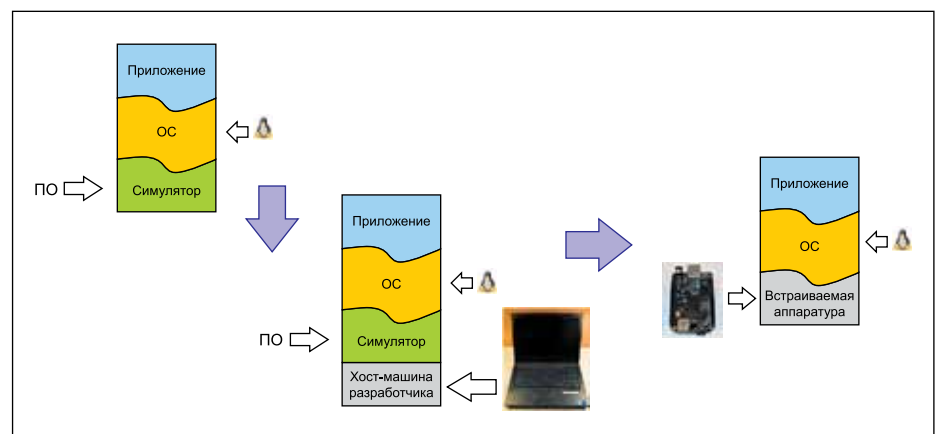 Приложение
ОС
ПО
Симулятор
Приложение
ОС
ПО
Симулятор
Хост-машина
разработчика
Приложение
ОС
Встраиваемая
аппаратура